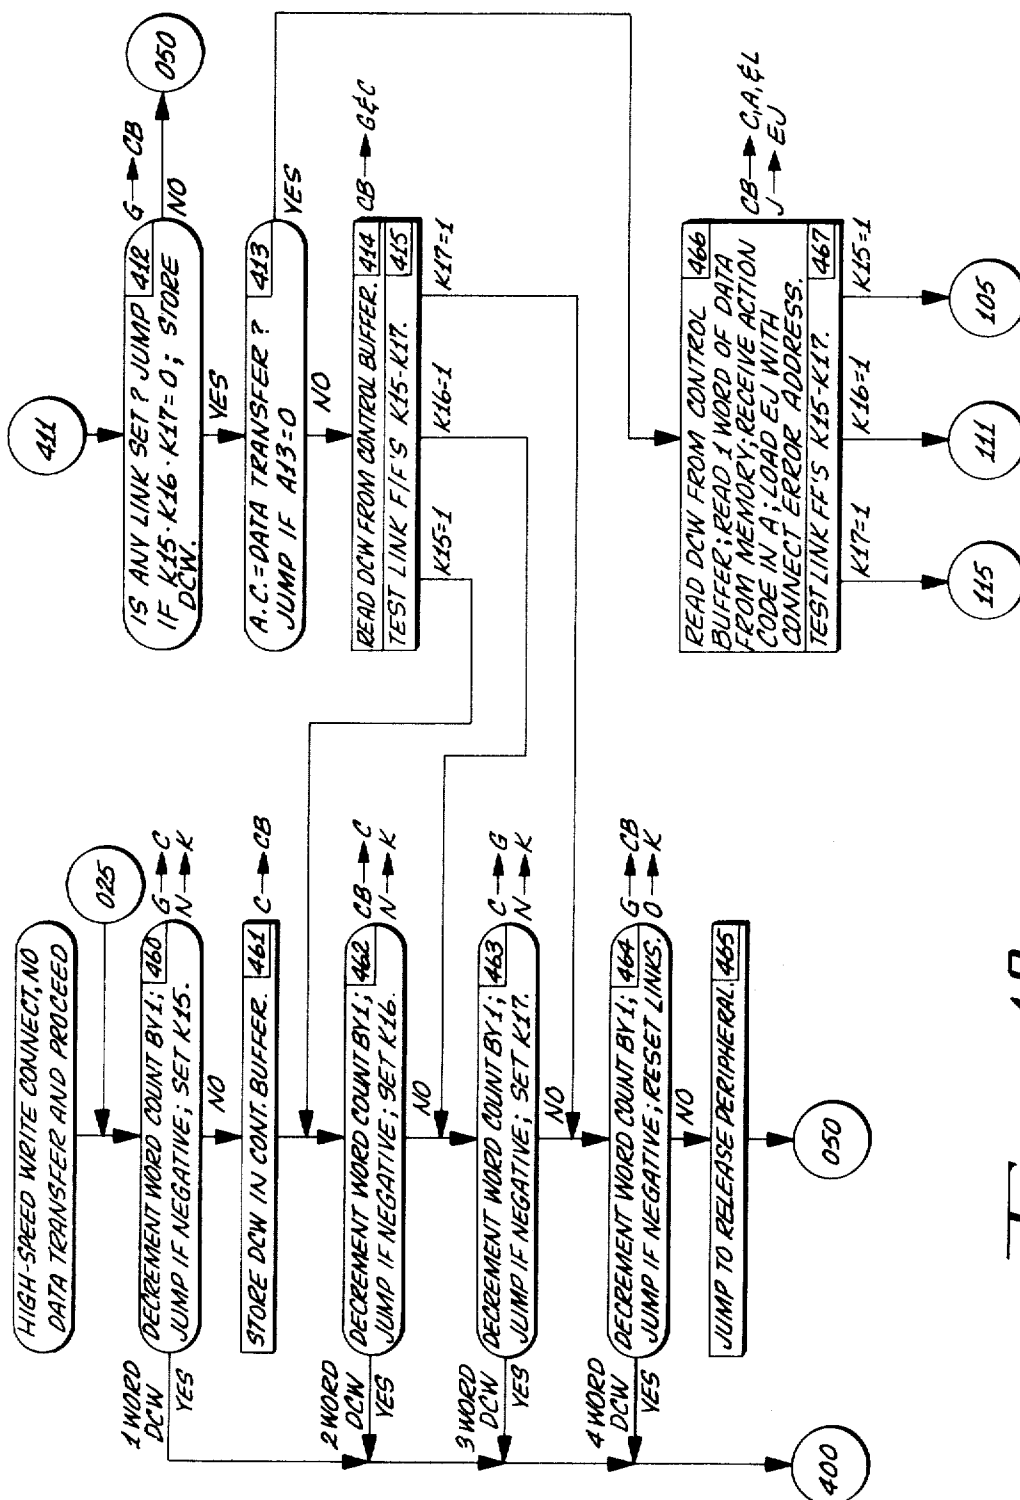 HIGH-SPEED WRITE CONNECT, NO
DATA TRANSFER AND PROCEED
025
DECREMENT WORD COUNT BY 1;
JUMP IF NEGATIVE; SET K15.
460
G→C
N→K
1 WORD
DCW
YES
NO
STORE DCW IN CONT. BUFFER.
461
C→CB
DECREMENT WORD COUNT BY 1;
JUMP IF NEGATIVE; SET K16.
462
CB→C
N→K
2 WORD
DCW
YES
NO
DECREMENT WORD COUNT BY 1;
JUMP IF NEGATIVE; SET K17.
463
C→G
N→K
3 WORD
DCW
YES
NO
DECREMENT WORD COUNT BY 1;
JUMP IF NEGATIVE; RESET LINKS.
464
G→CB
O→K
4 WORD
DCW
YES
NO
JUMP TO RELEASE PERIPHERAL.
465
400
050
411
IS ANY LINK SET? JUMP
IF K15·K16·K17=0; STORE
DCW.
412
G→CB
NO
050
YES
A.C.=DATA TRANSFER?
JUMP IF A13=0
413
YES
NO
READ DCW FROM CONTROL BUFFER.
414
CB→G&C
TEST LINK F/F'S K15-K17.
415
K15=1
K16=1
K17=1
READ DCW FROM CONTROL
BUFFER; READ 1 WORD OF DATA
FROM MEMORY; RECEIVE ACTION
CODE IN A; LOAD EJ WITH
CONNECT ERROR ADDRESS.
466
CB→C,A,&L
J→EJ
TEST LINK FF'S K15-K17.
467
K17=1
K16=1
K15=1
115
111
105